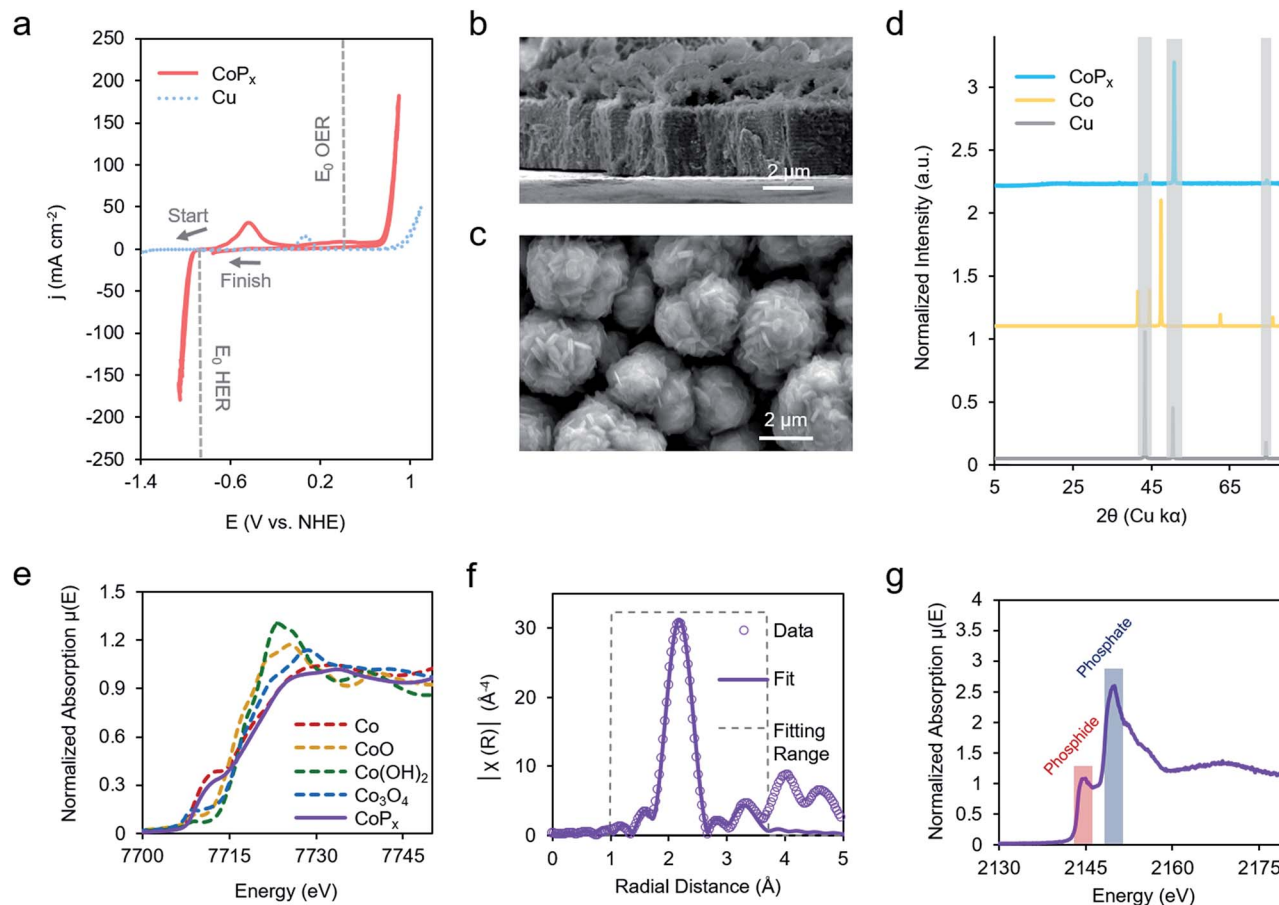 a
250
200
150
100
50
0
-50
-100
-150
-200
-250
-1.4
-0.6
0.2
1
j (mA cm⁻²)
E (V vs. NHE)
CoPₓ
Cu
Start
Finish
E₀ OER
E₀ HER
b
2 μm
c
2 μm
d
3
2.5
2
1.5
1
0.5
0
5
25
45
65
Normalized Intensity (a.u.)
2θ (Cu kα)
CoPₓ
Co
Cu
e
1.5
1.2
0.9
0.6
0.3
0
7700
7715
7730
7745
Normalized Absorption μ(E)
Energy (eV)
Co
CoO
Co(OH)₂
Co₃O₄
CoPₓ
f
30
20
10
0
0
1
2
3
4
5
|χ (R)| (Å⁻⁴)
Radial Distance (Å)
Data
Fit
Fitting
Range
g
4
3.5
3
2.5
2
1.5
1
0.5
0
2130
2145
2160
2175
Normalized Absorption μ(E)
Energy (eV)
Phosphide
Phosphate